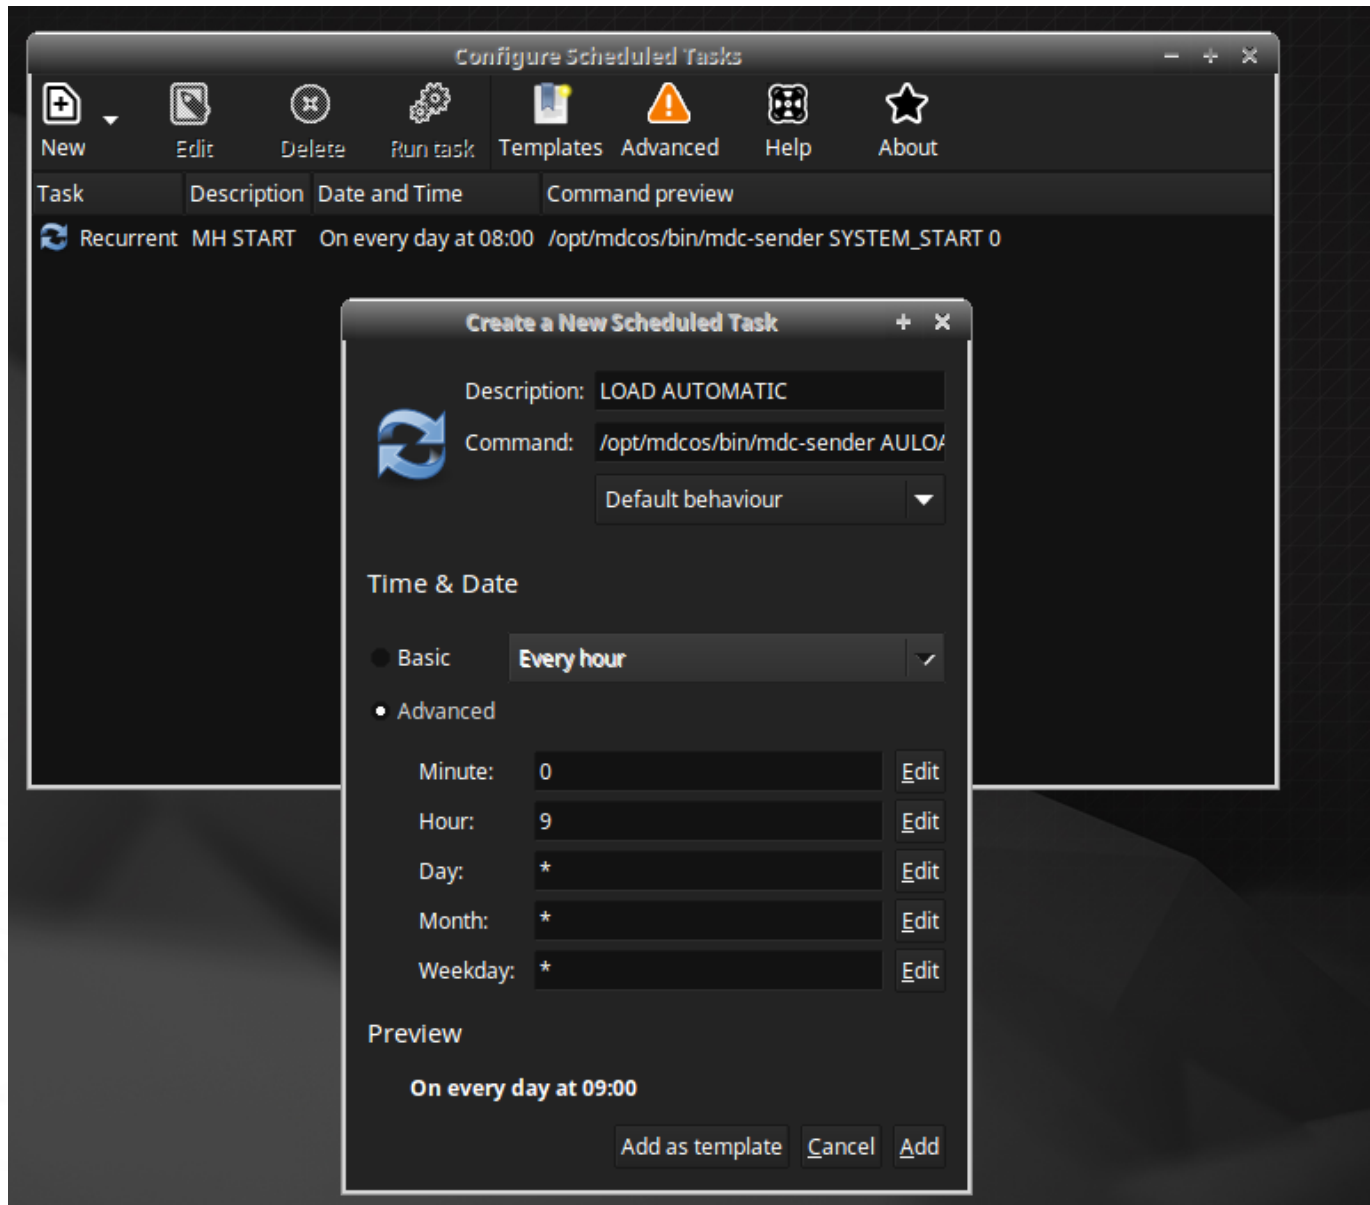 Configure Scheduled Tasks
New Edit Delete Run task Templates Advanced Help About
Task Description Date and Time Command preview
Recurrent MH START On every day at 08:00 /opt/mdcos/bin/mdc-sender SYSTEM_START 0
Create a New Scheduled Task
Description: LOAD AUTOMATIC
Command: /opt/mdcos/bin/mdc-sender AULOA
Default behaviour
Time & Date
Basic Every hour
Advanced
Minute: 0 Edit
Hour: 9 Edit
Day: * Edit
Month: * Edit
Weekday: * Edit
Preview
On every day at 09:00
Add as template Cancel Add